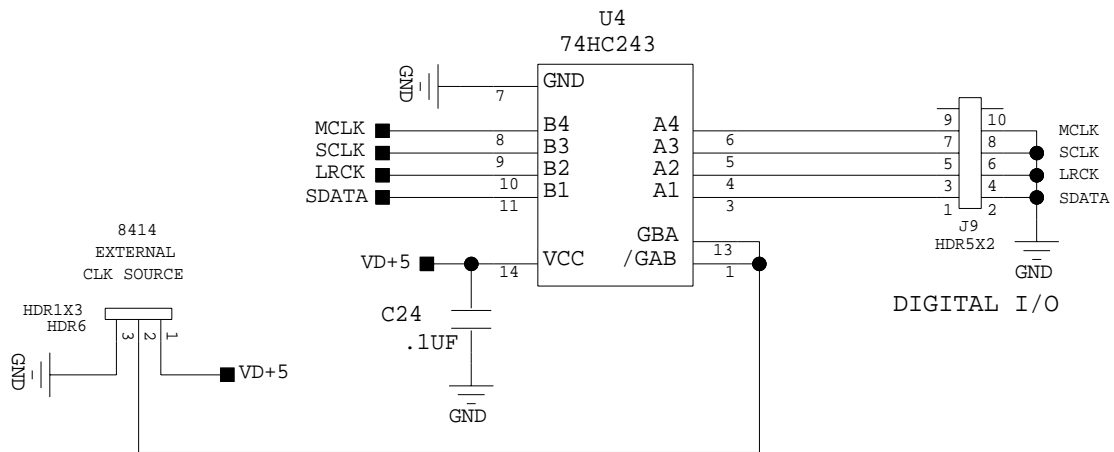 U4
74HC243
GND
GND
7
MCLK
B4
A4
8
6
SCLK
B3
A3
9
5
LRCK
B2
A2
10
4
SDATA
B1
A1
11
3
9
10
MCLK
7
8
SCLK
5
6
LRCK
3
4
SDATA
1
2
J9
HDR5X2
GND
DIGITAL I/O
GBA
13
VD+5
14
VCC
/GAB
1
C24
.1UF
GND
8414
EXTERNAL
CLK SOURCE
HDR1X3
HDR6
3
2
1
GND
VD+5